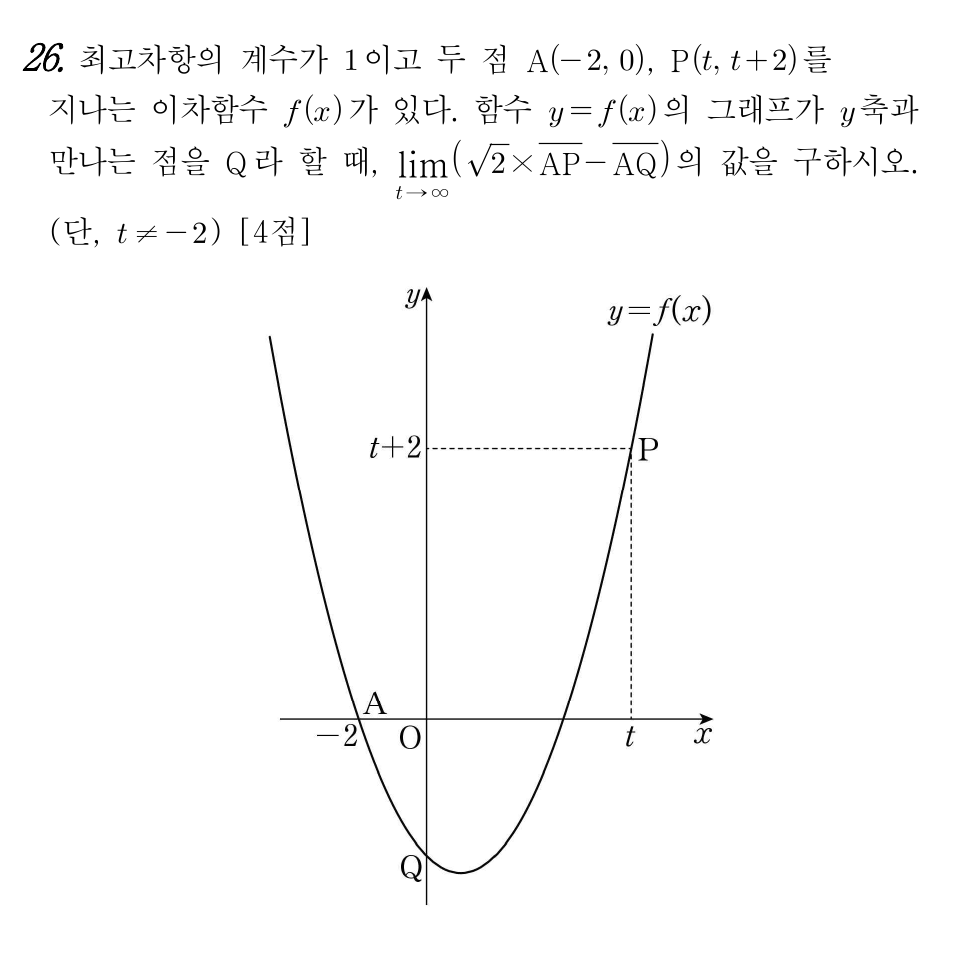 26. 최고차항의 계수가 1이고 두 점 A(−2, 0), P(t, t+2)를
지나는 이차함수 f(x)가 있다. 함수 y=f(x)의 그래프가 y축과
만나는 점을 Q라 할 때, lim t→∞ (√2×AP−AQ)의 값을 구하시오.
(단, t≠−2) [4점]
y
y=f(x)
t+2
P
A
−2
O
t
x
Q